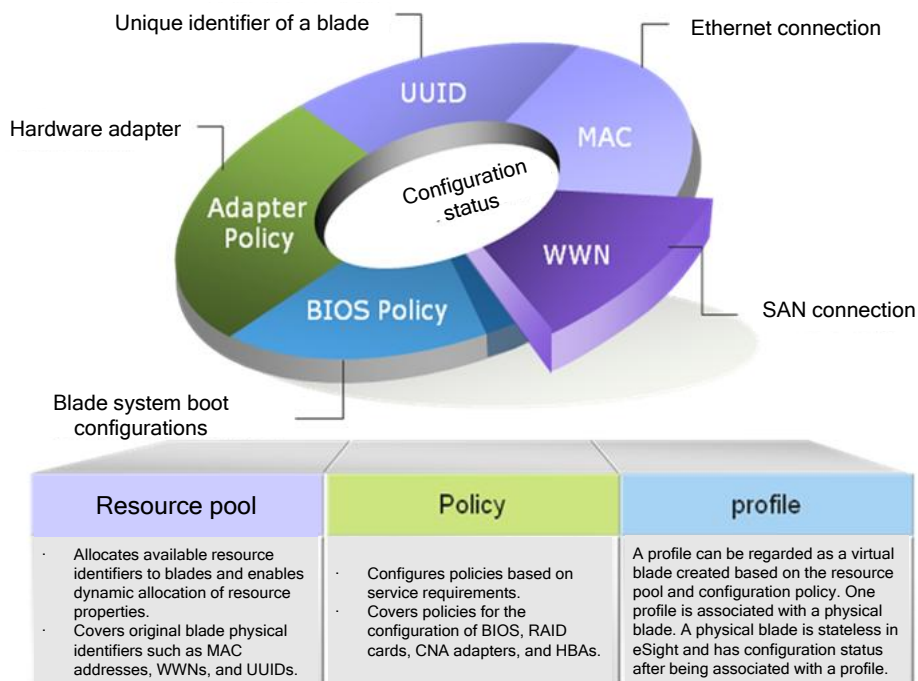 Unique identifier of a blade
Ethernet connection
UUID
MAC
Hardware adapter
Configuration
status
Adapter
Policy
WWN
BIOS Policy
SAN connection
Blade system boot
configurations
Resource pool
· Allocates available resource
identifiers to blades and enables
dynamic allocation of resource
properties.
· Covers original blade physical
identifiers such as MAC
addresses, WWNs, and UUIDs.
Policy
· Configures policies based on
service requirements.
· Covers policies for the
configuration of BIOS, RAID
cards, CNA adapters, and HBAs.
profile
A profile can be regarded as a virtual
blade created based on the resource
pool and configuration policy. One
profile is associated with a physical
blade. A physical blade is stateless in
eSight and has configuration status
after being associated with a profile.